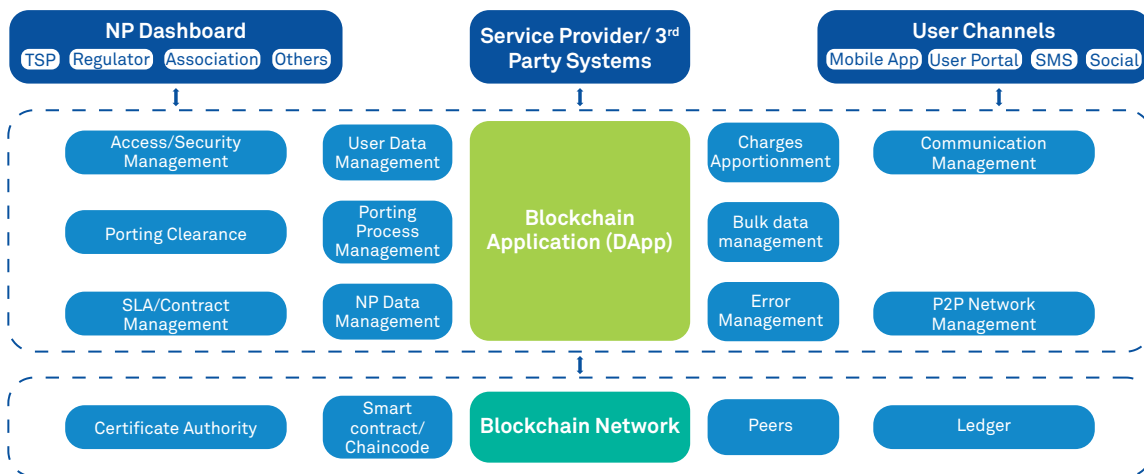 NP Dashboard
TSP Regulator Association Others
Service Provider/ 3rd
Party Systems
User Channels
Mobile App User Portal SMS Social
Access/Security
Management
User Data
Management
Charges
Apportionment
Communication
Management
Porting Clearance
Porting
Process
Management
Blockchain
Application (DApp)
Bulk data
management
SLA/Contract
Management
NP Data
Management
Error
Management
P2P Network
Management
Certificate Authority
Smart
contract/
Chaincode
Blockchain Network
Peers
Ledger